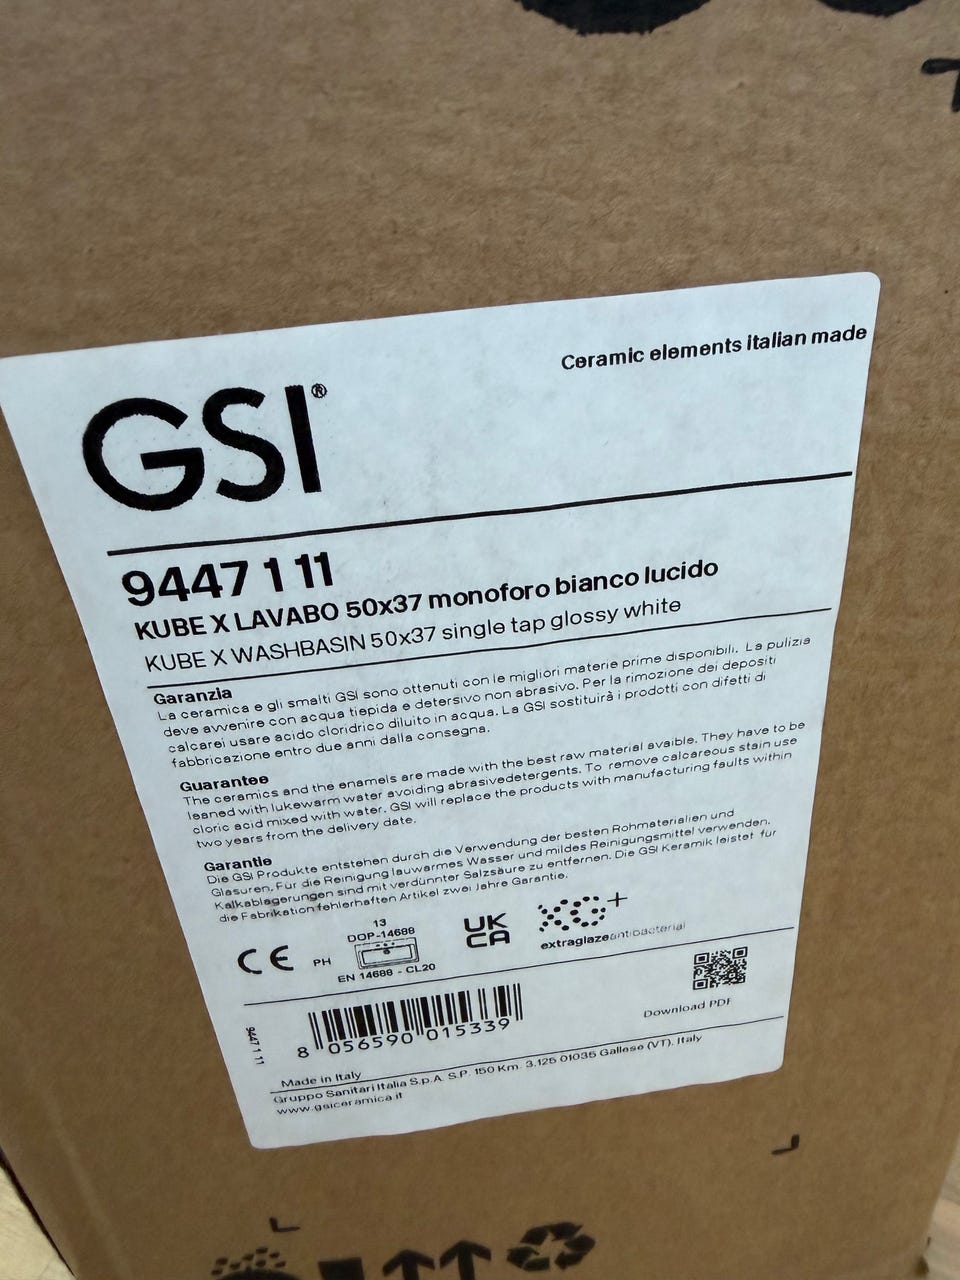 GSI®
Ceramic elements italian made
9447 1 11
KUBE X LAVABO 50x37 monoforo bianco lucido
KUBE X WASHBASIN 50x37 single tap glossy white
Garanzia
La ceramica e gli smalti GSI sono ottenuti con le migliori materie prime disponibili. La pulizia
deve avvenire con acqua tiepida e detersivo non abrasivo. Per la rimozione dei depositi
calcarei usare acido cloridrico diluito in acqua. La GSI sostituirà i prodotti con difetti di
fabbricazione entro due anni dalla consegna.
Guarantee
The ceramics and the enamels are made with the best raw material avaible. They have to be
leaned with lukewarm water avoiding abrasivedetergents. To remove calcareous stain use
cloric acid mixed with water. GSI will replace the products with manufacturing faults within
two years from the delivery date.
Garantie
Die GSI Produkte entstehen durch die Verwendung der besten Rohmaterialien und
Glasuren. Für die Reinigung lauwarmes Wasser und mildes Reinigungsmittel verwenden.
Kalkablagerungen sind mit verdünnter Salzsäure zu entfernen. Die GSI Keramik leistet für
die Fabrikation fehlerhaften Artikel zwei Jahre Garantie.
CE
PH
13
DOP-14688
EN 14688 - CL20
UK
CA
XG+
extraglazeantibacterial
9447 1 11
8 056590 015339
Download PDF
Made in Italy
Gruppo Sanitari Italia S.p.A. S.P. 150 Km. 3,125 01035 Gallese (VT), Italy
www.gsiceramica.it